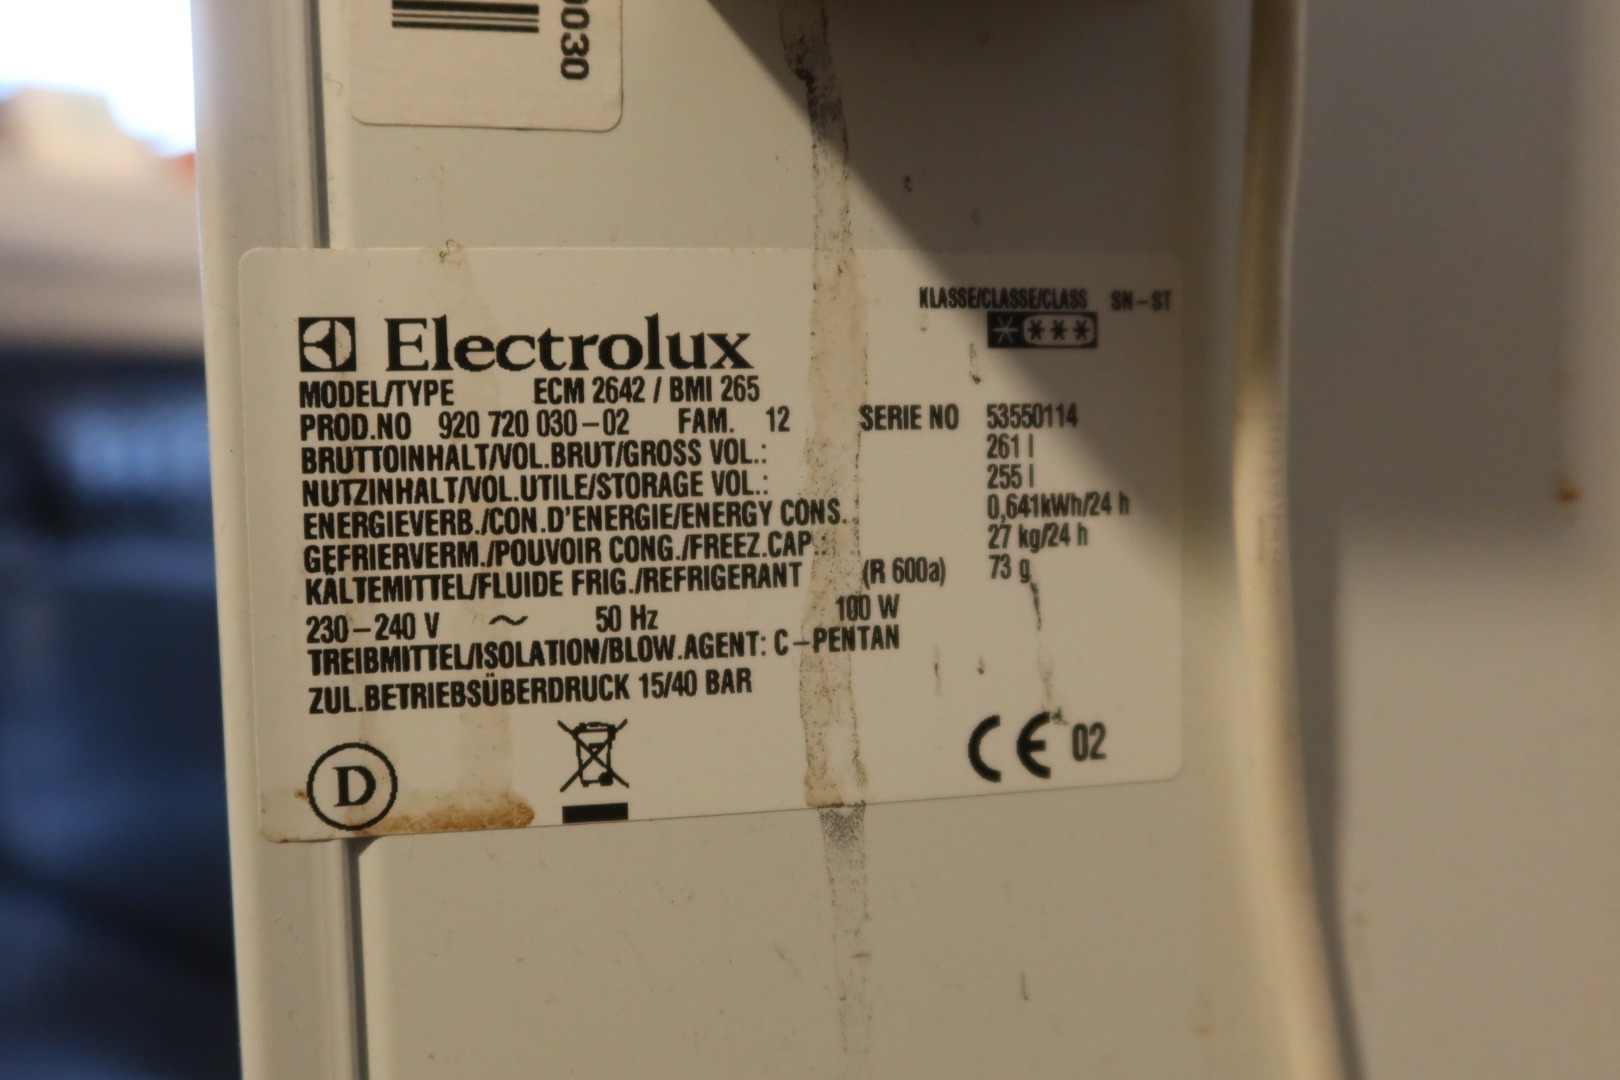 0030
KLASSE/CLASSE/CLASS SN-ST
Electrolux
MODEL/TYPE ECM 2642 / BMI 265
PROD.NO 920 720 030-02 FAM. 12 SERIE NO 53550114
BRUTTOINHALT/VOL.BRUT/GROSS VOL.: 261 l
NUTZINHALT/VOL.UTILE/STORAGE VOL.: 255 l
ENERGIEVERB./CON.D'ENERGIE/ENERGY CONS.: 0,641kWh/24 h
GEFRIERVERM./POUVOIR CONG./FREEZ.CAP.: 27 kg/24 h
KÄLTEMITTEL/FLUIDE FRIG./REFRIGERANT (R 600a) 73 g
230-240 V ~ 50 Hz 100 W
TREIBMITTEL/ISOLATION/BLOW.AGENT: C-PENTAN
ZUL.BETRIEBSÜBERDRUCK 15/40 BAR
D CE 02